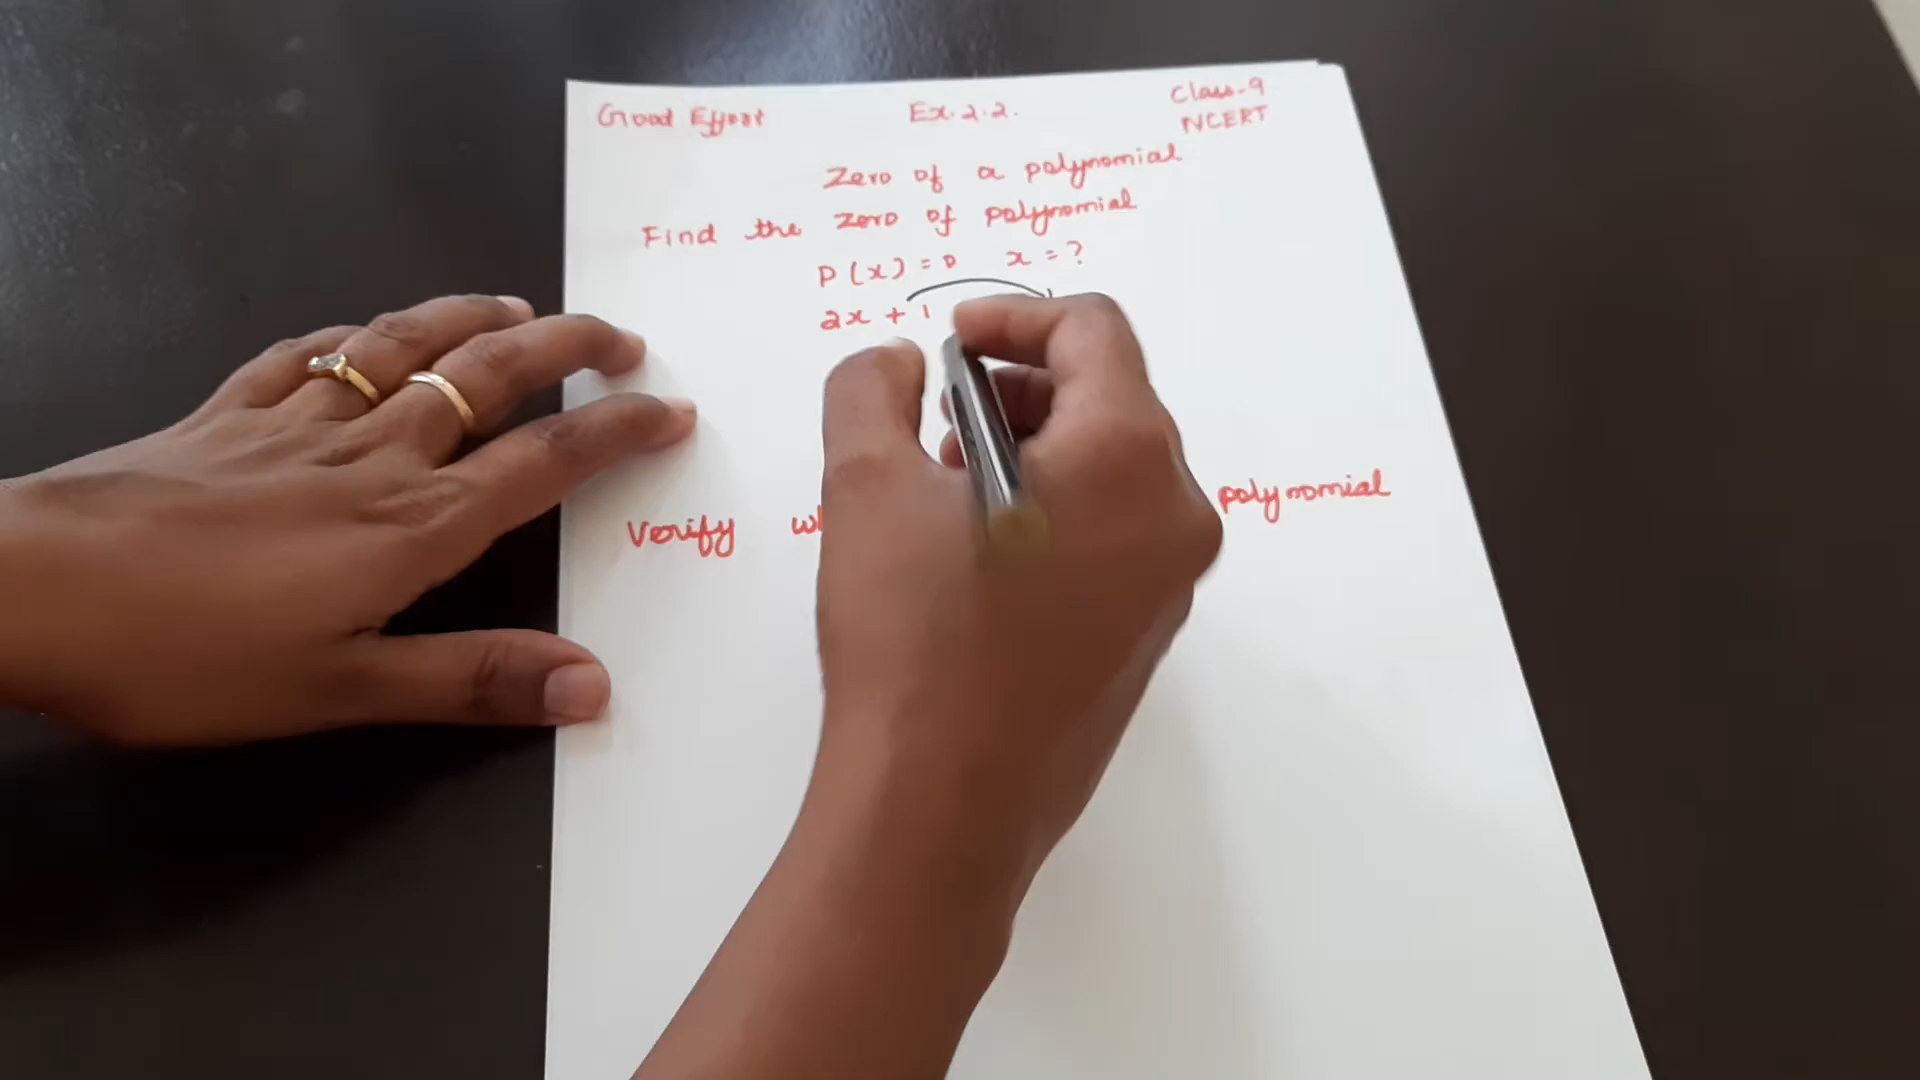 Good Effort Ex. 2.2. Class-9
NCERT
Zero of a polynomial
Find the zero of polynomial
P(x) = 0 x = ?
2x + 1
Verify polynomial